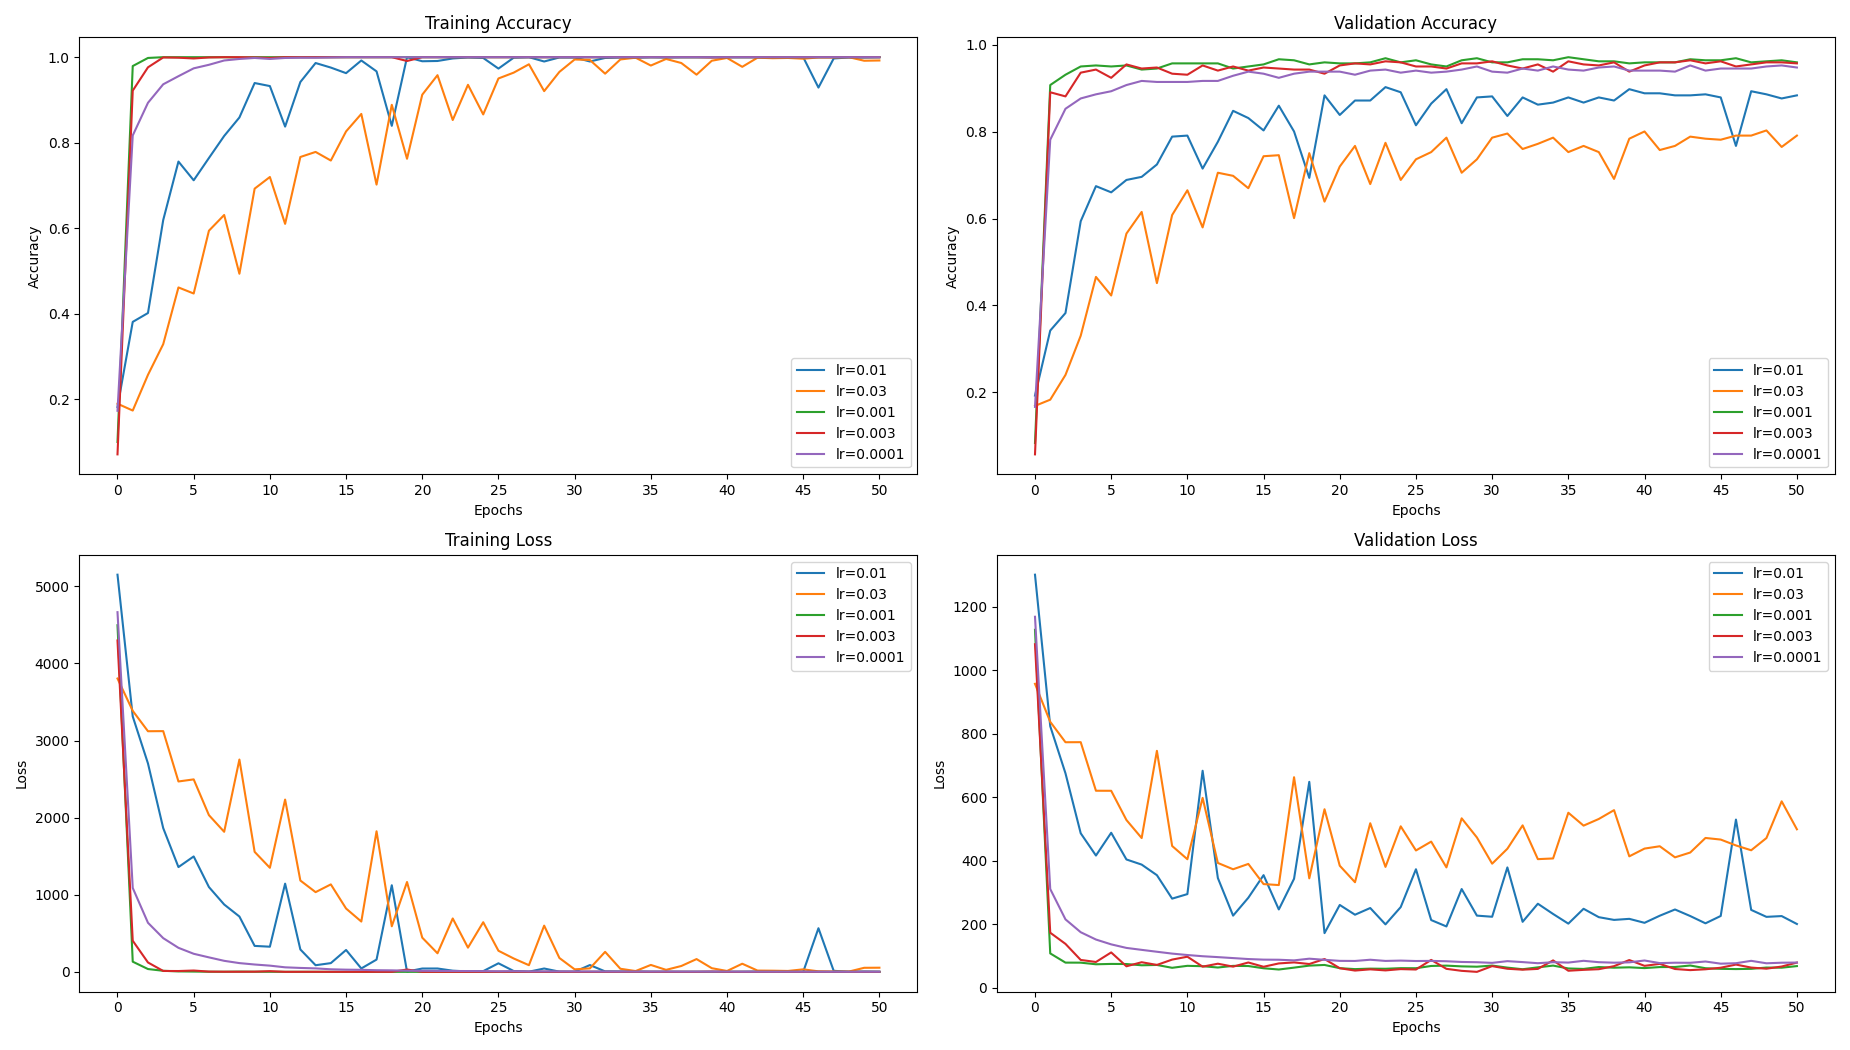 Training Accuracy
Accuracy
1.0
0.8
0.6
0.4
0.2
lr=0.01
lr=0.03
lr=0.001
lr=0.003
lr=0.0001
0 5 10 15 20 25 30 35 40 45 50
Epochs
Validation Accuracy
Accuracy
1.0
0.8
0.6
0.4
0.2
lr=0.01
lr=0.03
lr=0.001
lr=0.003
lr=0.0001
0 5 10 15 20 25 30 35 40 45 50
Epochs
Training Loss
Loss
5000
4000
3000
2000
1000
0
lr=0.01
lr=0.03
lr=0.001
lr=0.003
lr=0.0001
0 5 10 15 20 25 30 35 40 45 50
Epochs
Validation Loss
Loss
1200
1000
800
600
400
200
0
lr=0.01
lr=0.03
lr=0.001
lr=0.003
lr=0.0001
0 5 10 15 20 25 30 35 40 45 50
Epochs